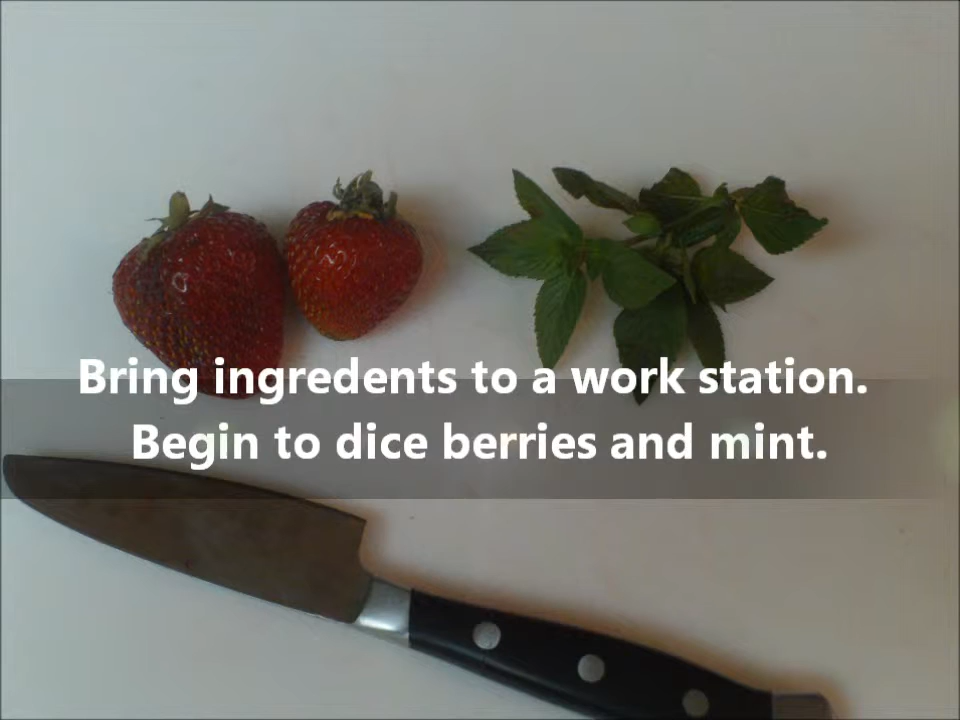 Bring ingredents to a work station.
Begin to dice berries and mint.